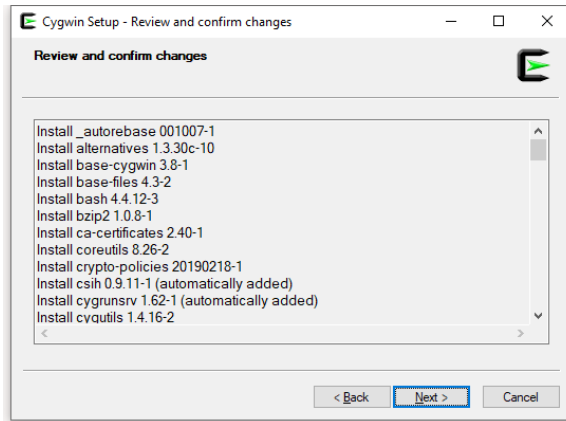 Cygwin Setup - Review and confirm changes
Review and confirm changes
Install _autorebase 001007-1
Install alternatives 1.3.30c-10
Install base-cygwin 3.8-1
Install base-files 4.3-2
Install bash 4.4.12-3
Install bzip2 1.0.8-1
Install ca-certificates 2.40-1
Install coreutils 8.26-2
Install crypto-policies 20190218-1
Install csih 0.9.11-1 (automatically added)
Install cygrunsrv 1.62-1 (automatically added)
Install cygutils 1.4.16-2
< Back Next > Cancel